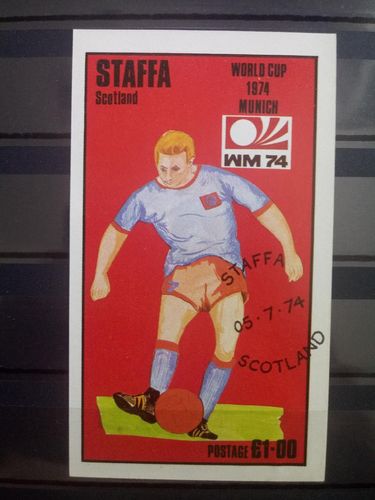 STAFFA
Scotland
WORLD CUP
1974
MUNICH
WM 74
STAFFA
05.7.74
SCOTLAND
POSTAGE £1·00